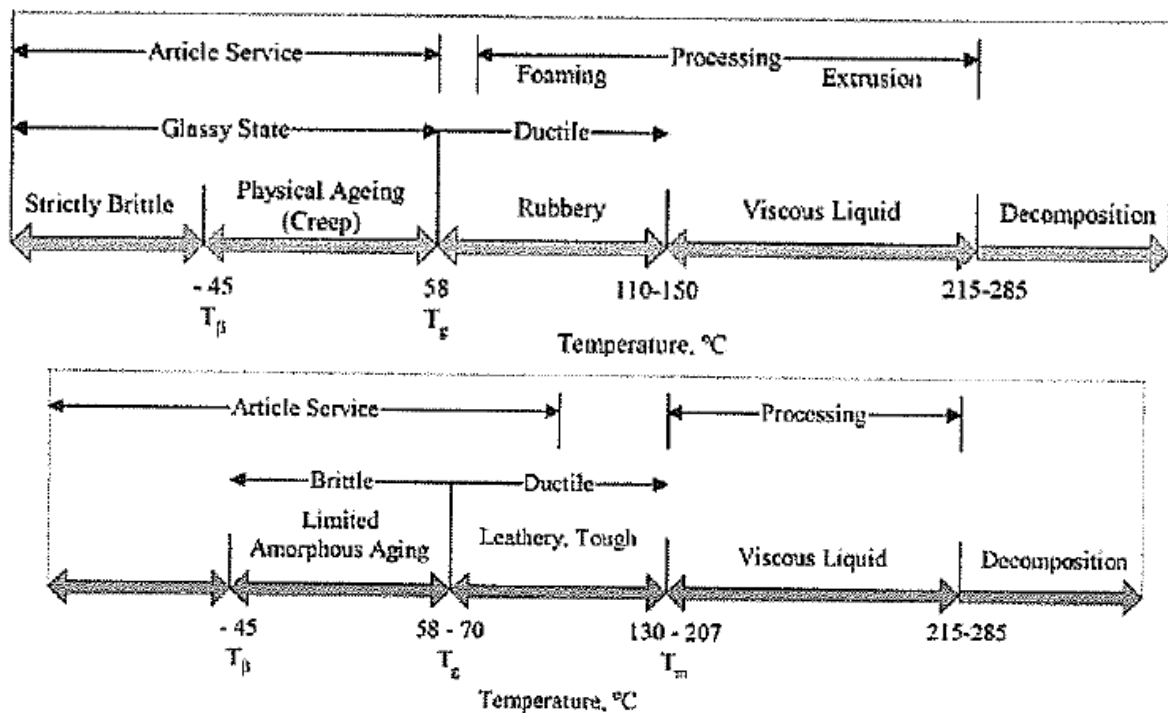 Article Service
Processing
Foaming
Extrusion
Glassy State
Ductile
Strictly Brittle
Physical Ageing
(Creep)
Rubbery
Viscous Liquid
Decomposition
- 45
58
110-150
215-285
Tβ
Tg
Temperature, ºC
Article Service
Processing
Brittle
Ductile
Limited
Amorphous Aging
Leathery, Tough
Viscous Liquid
Decomposition
- 45
58 - 70
130 - 207
215-285
Tβ
Tg
Tm
Temperature, ºC